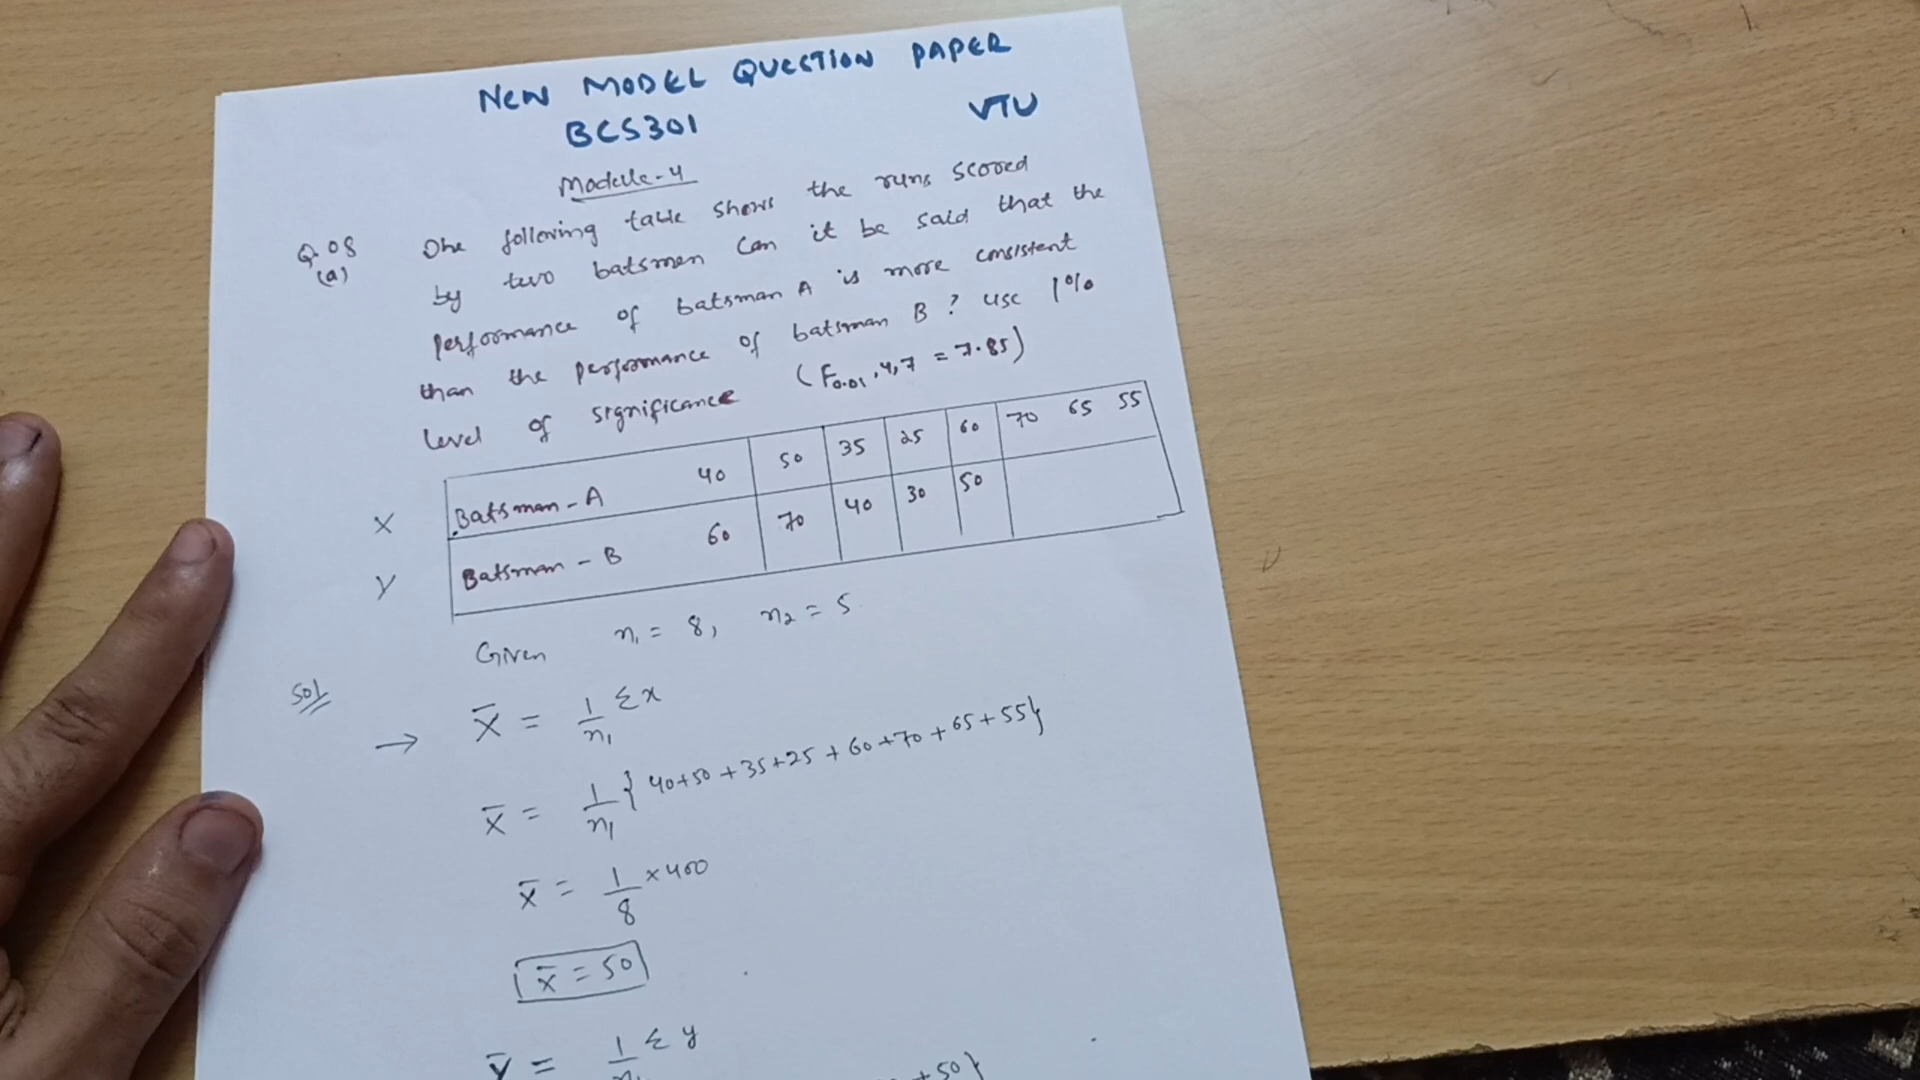 NEW MODEL QUESTION PAPER
BCS301 VTU
Module-4
Q.08 The following table shows the runs scored
(a) by two batsmen Can it be said that the
performance of batsman A is more consistent
than the performance of batsman B? use 1%
level of significance (F0.01, 4,7 = 7.85)
X Batsman - A 40 50 35 25 60 70 65 55
Y Batsman - B 60 70 40 30 50
Given n1 = 8, n2 = 5
Sol
→ X̄ = 1/n1 Σx
X̄ = 1/n1 { 40+50+35+25+60+70+65+55}
X̄ = 1/8 × 400
X̄ = 50
Ȳ = 1/n Σy
+50}